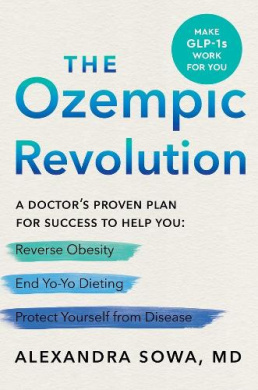 MAKE
GLP-1s
WORK
FOR YOU
THE
Ozempic
Revolution
A DOCTOR'S PROVEN PLAN
FOR SUCCESS TO HELP YOU:
Reverse Obesity
End Yo-Yo Dieting
Protect Yourself from Disease
ALEXANDRA SOWA, MD